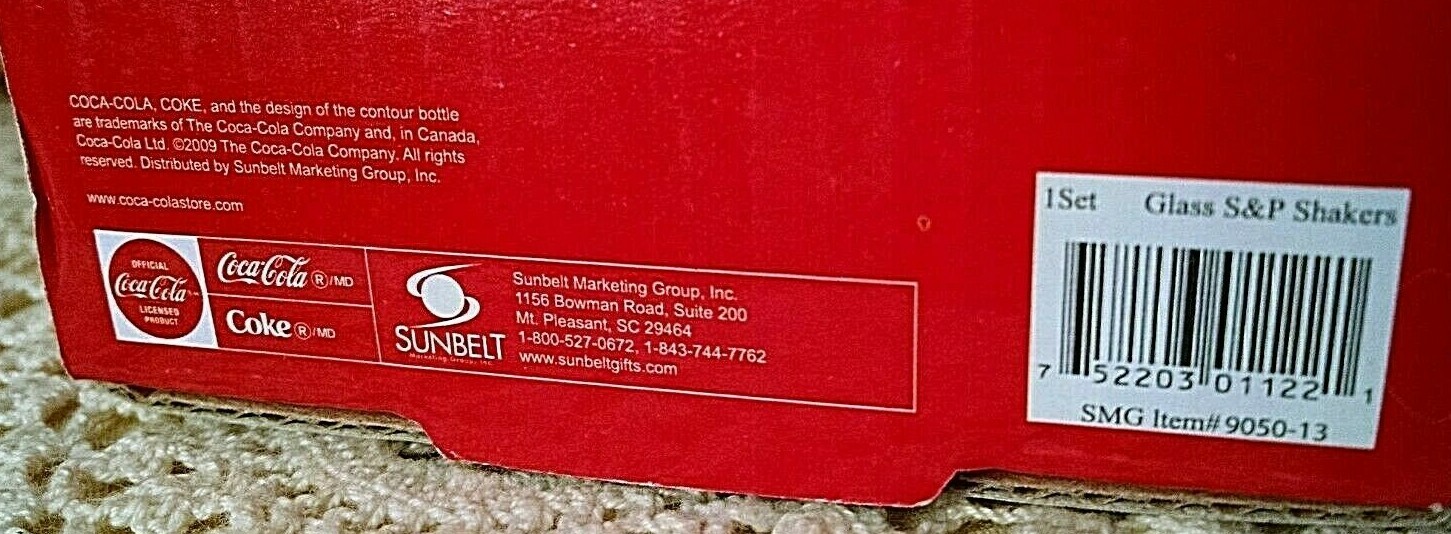 COCA-COLA, COKE, and the design of the contour bottle
are trademarks of The Coca-Cola Company and, in Canada,
Coca-Cola Ltd. ©2009 The Coca-Cola Company. All rights
reserved. Distributed by Sunbelt Marketing Group, Inc.
www.coca-colastore.com
OFFICIAL
Coca-Cola
LICENSED
PRODUCT
Coca-Cola ®/MD
Coke ®/MD
SUNBELT
Marketing Group, Inc
Sunbelt Marketing Group, Inc.
1156 Bowman Road, Suite 200
Mt. Pleasant, SC 29464
1-800-527-0672, 1-843-744-7762
www.sunbeltgifts.com
1Set Glass S&P Shakers
7 52203 01122 1
SMG Item# 9050-13